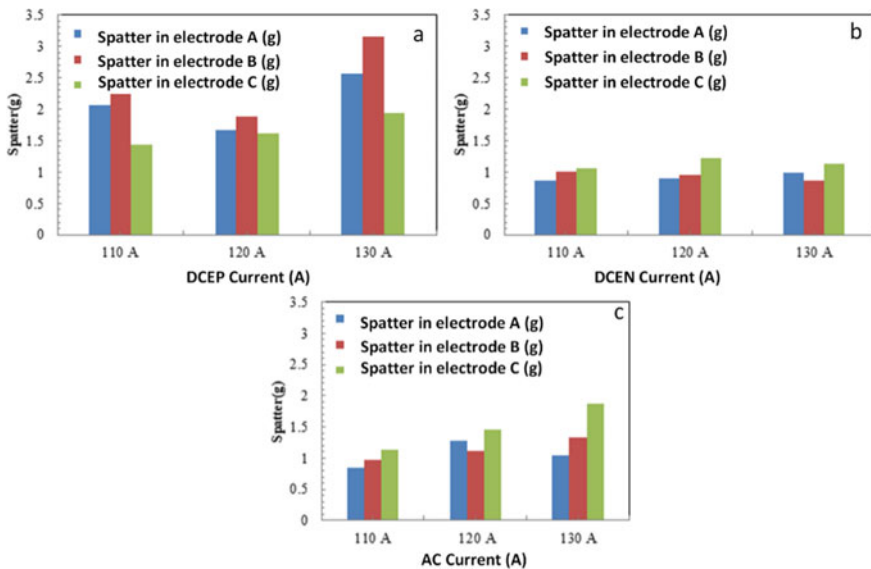 3.5
3
2.5
2
1.5
1
0.5
0
Spatter(g)
Spatter in electrode A (g)
Spatter in electrode B (g)
Spatter in electrode C (g)
a
110 A
120 A
130 A
DCEP Current (A)
3.5
3
2.5
2
1.5
1
0.5
0
Spatter(g)
Spatter in electrode A (g)
Spatter in electrode B (g)
Spatter in electrode C (g)
b
110 A
120 A
130 A
DCEN Current (A)
3.5
3
2.5
2
1.5
1
0.5
0
Spatter(g)
Spatter in electrode A (g)
Spatter in electrode B (g)
Spatter in electrode C (g)
c
110 A
120 A
130 A
AC Current (A)